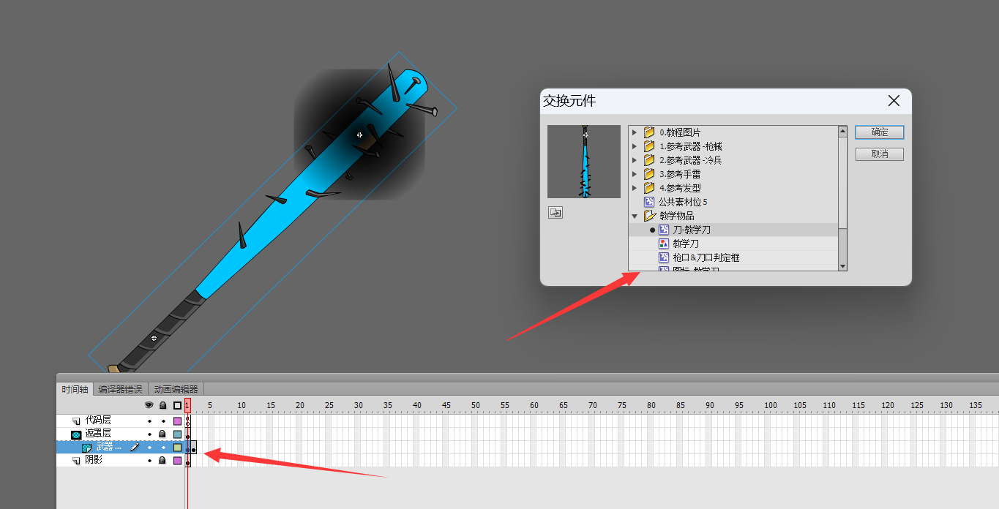 交换元件
0.教程图片
1.参考武器-枪械
2.参考武器-冷兵
3.参考手雷
4.参考发型
公共素材位5
教学物品
刀-教学刀
教学刀
枪口&刀口判定框
图标-教学刀
确定
取消
时间轴 编译器错误 动画编辑器
1 5 10 15 20 25 30 35 40 45 50 55 60 65 70 75 80 85 90 95 100 105 110 115 120 125 130 135
代码层
遮罩层
武器 ...
阴影